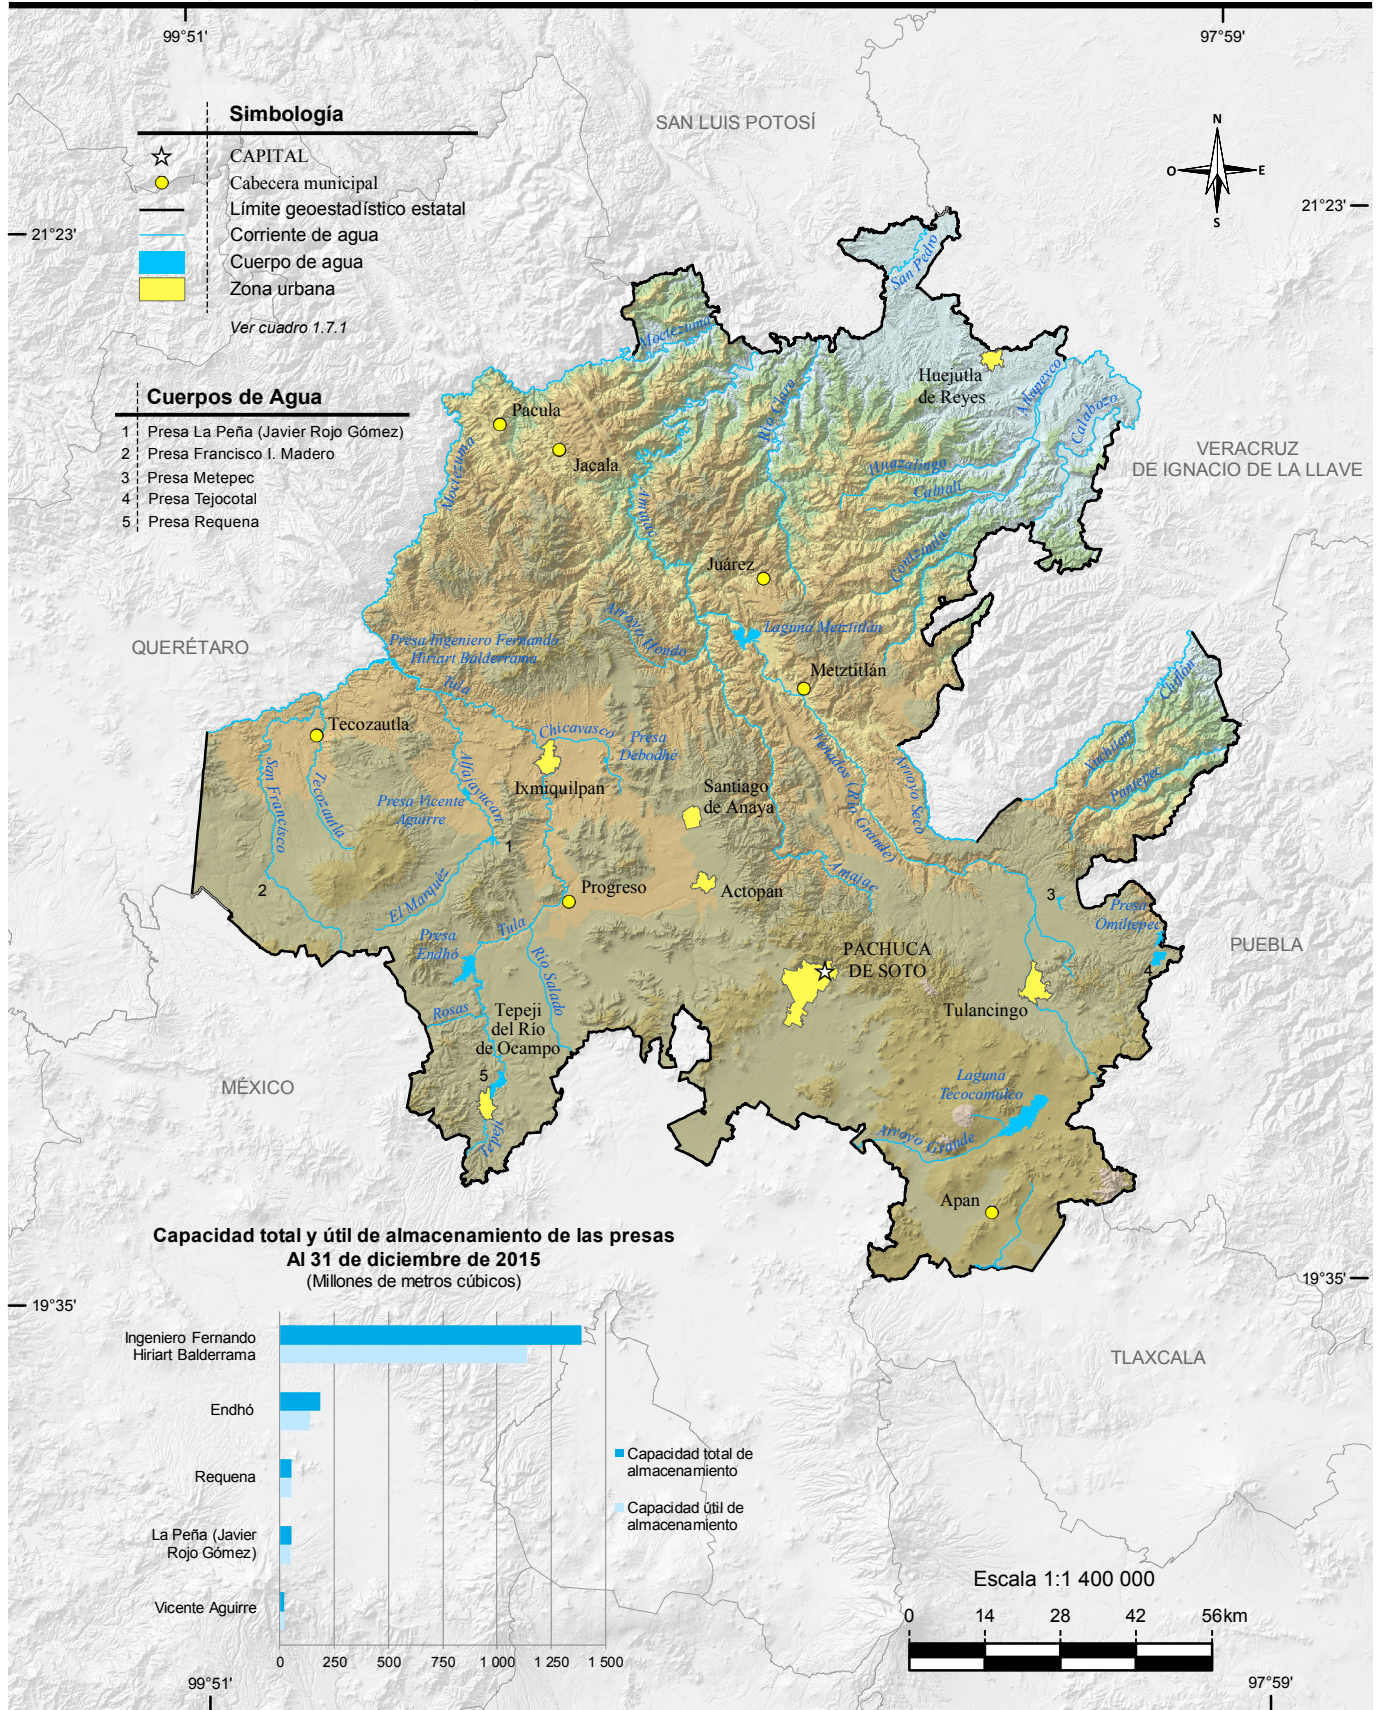 99°51'
97°59'
Simbología
CAPITAL
Cabecera municipal
Límite geoestadístico estatal
Corriente de agua
Cuerpo de agua
Zona urbana
Ver cuadro 1.7.1
SAN LUIS POTOSÍ
N
O
E
S
21°23'
21°23'
Cuerpos de Agua
1 Presa La Peña (Javier Rojo Gómez)
2 Presa Francisco I. Madero
3 Presa Metepec
4 Presa Tejocotal
5 Presa Requena
San Pedro
Moctezuma
Huejutla
de Reyes
Río Claro
Atlapexco
Calabozo
Pacula
Jacala
Moctezuma
VERACRUZ
DE IGNACIO DE LA LLAVE
Huazalingo
Calnali
Amajac
Contzintla
Juárez
Arroyo Hondo
Laguna Metztitlán
QUERÉTARO
Presa Ingeniero Fernando
Hiriart Balderrama
Metztitlán
Tula
Chiflón
Tecozautla
Chicavasco
Presa
Debodhé
Xuchitlán
Pantepec
San Francisco
Tecozautla
Alfajayucan
Ixmiquilpan
Venados (Río Grande)
Arroyo Seco
Presa Vicente
Aguirre
Santiago
de Anaya
1
2
El Marquéz
Progreso
Actopan
Amajac
3
Presa
Omiltepec
Presa
Endhó
Tula
Río Salado
PACHUCA
DE SOTO
4
PUEBLA
Rosas
Tepeji
del Río
de Ocampo
Tulancingo
MÉXICO
5
Tepeji
Laguna
Tecocomulco
Arroyo Grande
Apan
Capacidad total y útil de almacenamiento de las presas
Al 31 de diciembre de 2015
(Millones de metros cúbicos)
19°35'
19°35'
Ingeniero Fernando
Hiriart Balderrama
Endhó
Requena
La Peña (Javier
Rojo Gómez)
Vicente Aguirre
0 250 500 750 1 000 1 250 1 500
Capacidad total de
almacenamiento
Capacidad útil de
almacenamiento
TLAXCALA
Escala 1:1 400 000
0 14 28 42 56km
99°51'
97°59'